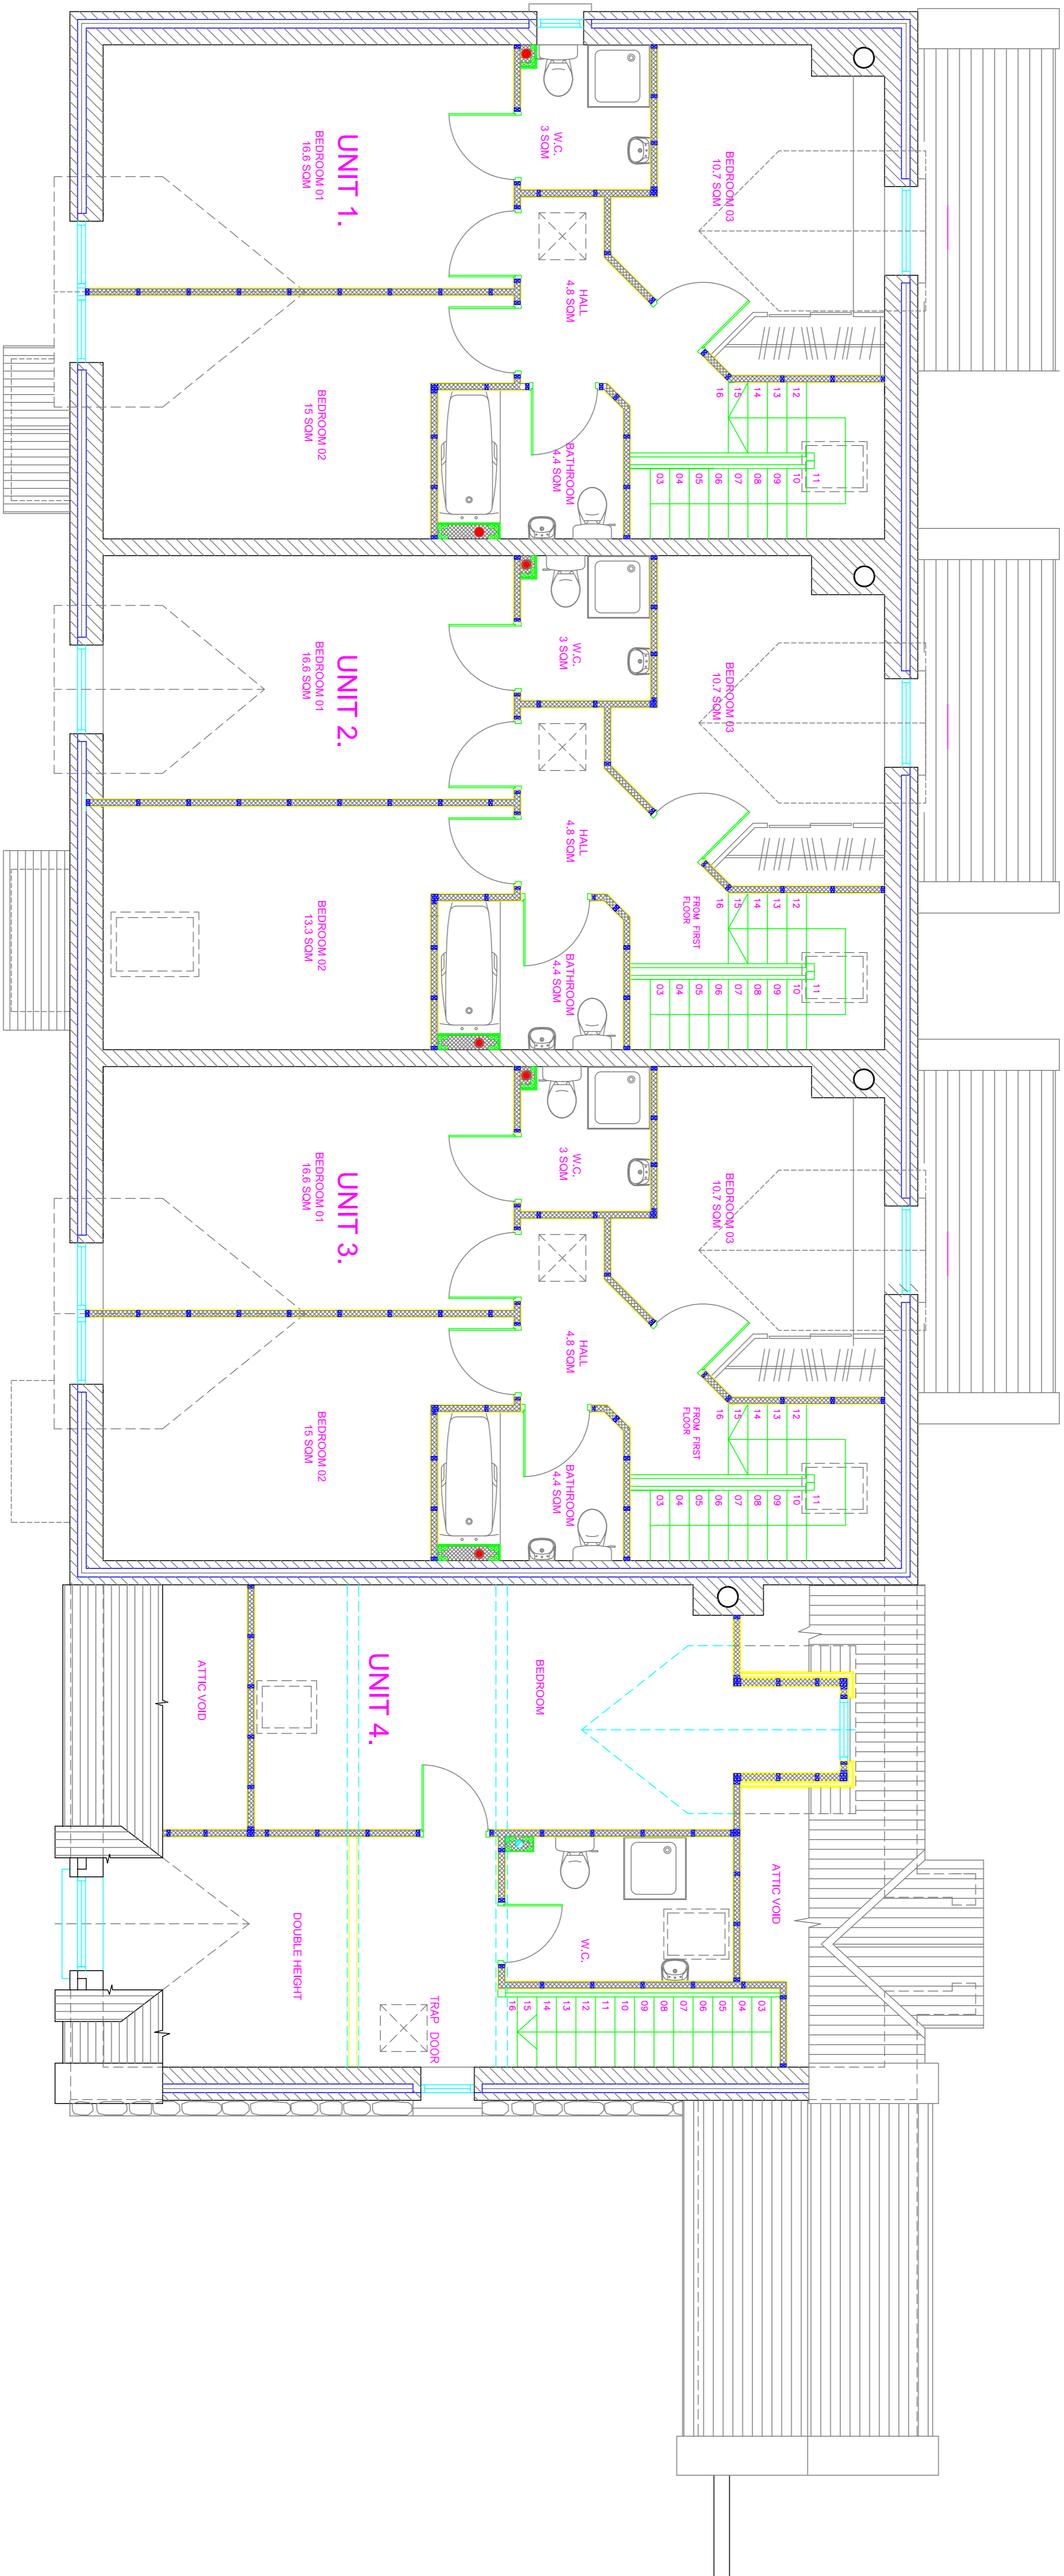 UNIT 1.
BEDROOM 01
16.6 SQM
W.C.
3 SQM
BEDROOM 03
10.7 SQM
HALL
4.8 SQM
BEDROOM 02
15 SQM
BATHROOM
4.4 SQM
16
15
14
13
12
11
10
09
08
07
06
05
04
03
UNIT 2.
BEDROOM 01
16.6 SQM
W.C.
3 SQM
BEDROOM 03
10.7 SQM
HALL
4.8 SQM
BEDROOM 02
13.3 SQM
BATHROOM
4.4 SQM
FROM FIRST
FLOOR
16
15
14
13
12
11
10
09
08
07
06
05
04
03
UNIT 3.
BEDROOM 01
16.6 SQM
W.C.
3 SQM
BEDROOM 03
10.7 SQM
HALL
4.8 SQM
BEDROOM 02
15 SQM
BATHROOM
4.4 SQM
FROM FIRST
FLOOR
16
15
14
13
12
11
10
09
08
07
06
05
04
03
UNIT 4.
BEDROOM
ATTIC VOID
ATTIC VOID
W.C.
DOUBLE HEIGHT
TRAP DOOR
16
15
14
13
12
11
10
09
08
07
06
05
04
03